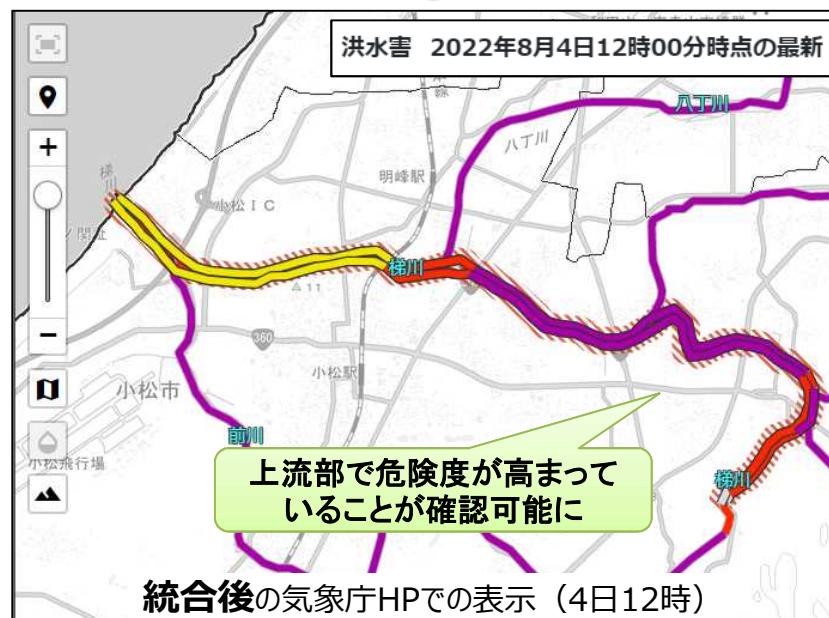 洪水害 2022年8月4日12時00分時点の最新
八丁川
八丁川
明峰駅
梯川
小松IC
梯川
△11
360
小松駅
小松市
前川
小松飛行場
梯川
上流部で危険度が高まって
いることが確認可能に
統合後の気象庁HPでの表示（4日12時）